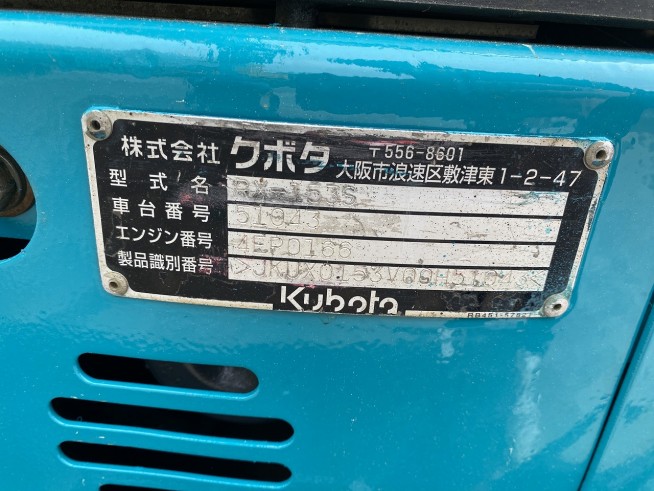 株式会社 クボタ 〒556-8601
大阪市浪速区敷津東1-2-47
型式名 RX-153S
車台番号 51043
エンジン番号 4EP0166
製品識別番号
Kubota